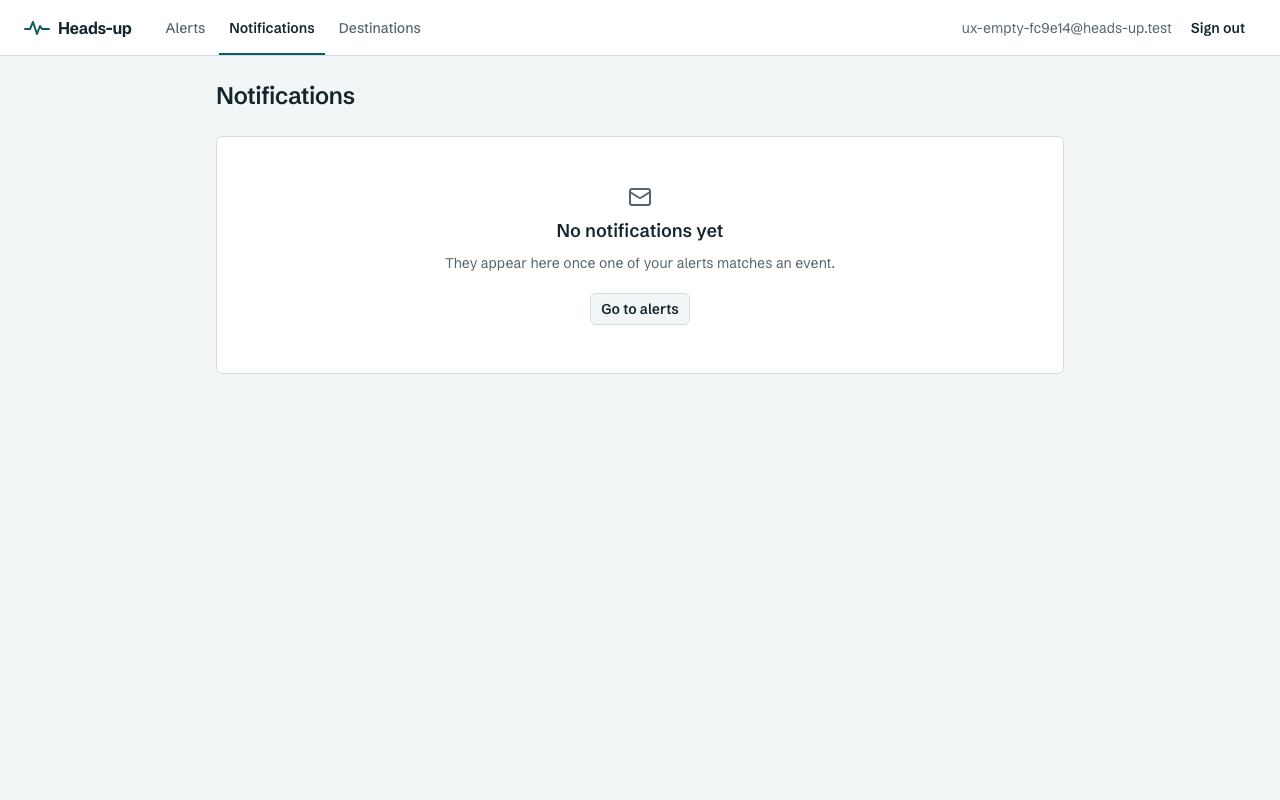 Heads-up
Alerts
Notifications
Destinations
ux-empty-fc9e14@heads-up.test
Sign out
Notifications
No notifications yet
They appear here once one of your alerts matches an event.
Go to alerts